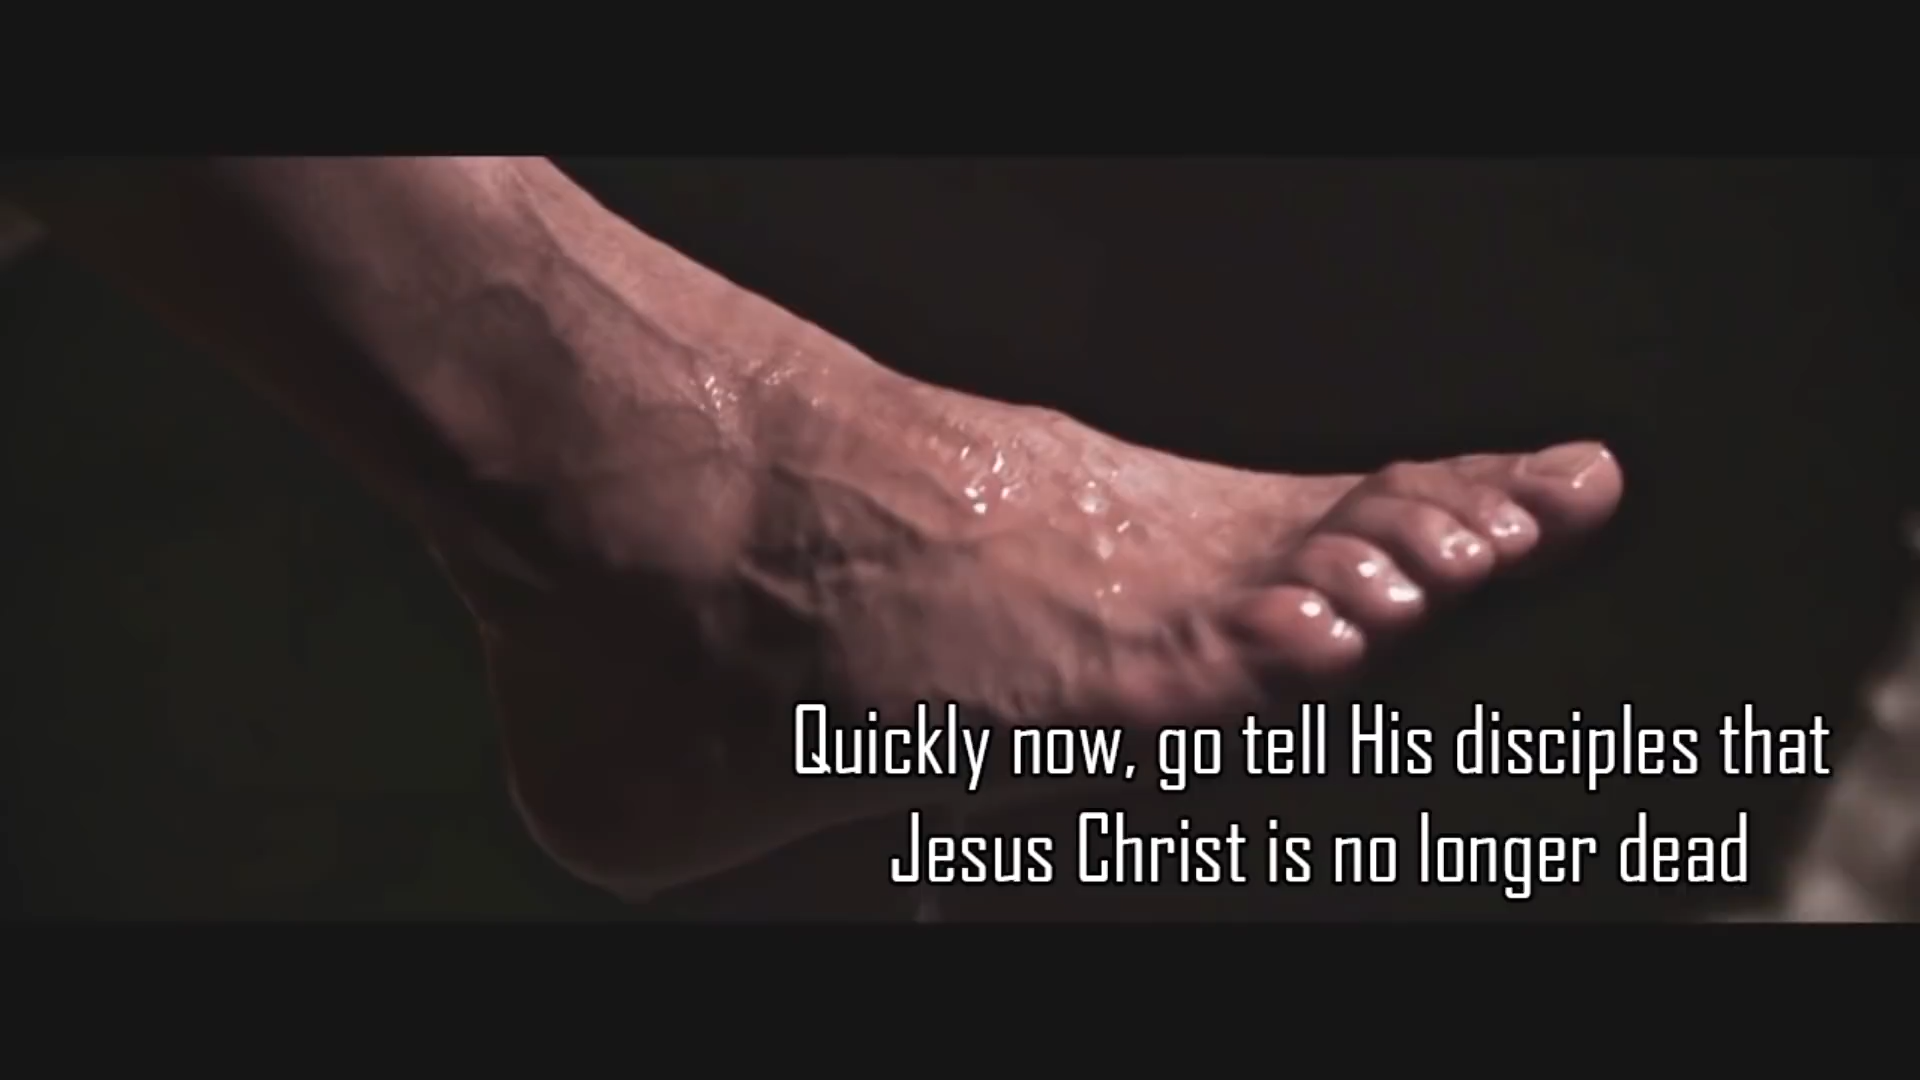 Quickly now, go tell His disciples that
Jesus Christ is no longer dead